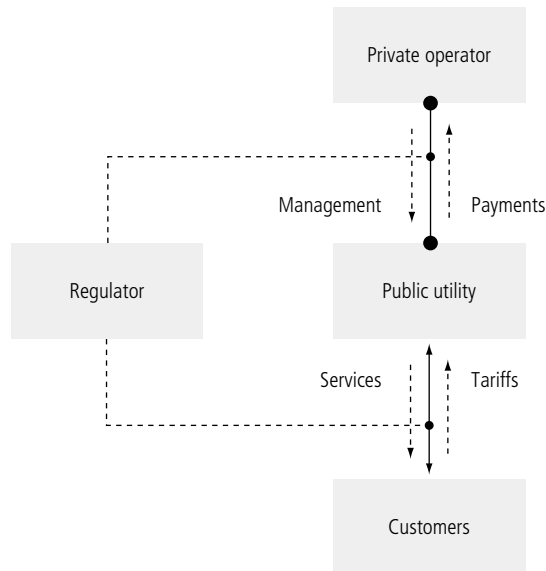 Private operator
Management
Payments
Regulator
Public utility
Services
Tariffs
Customers